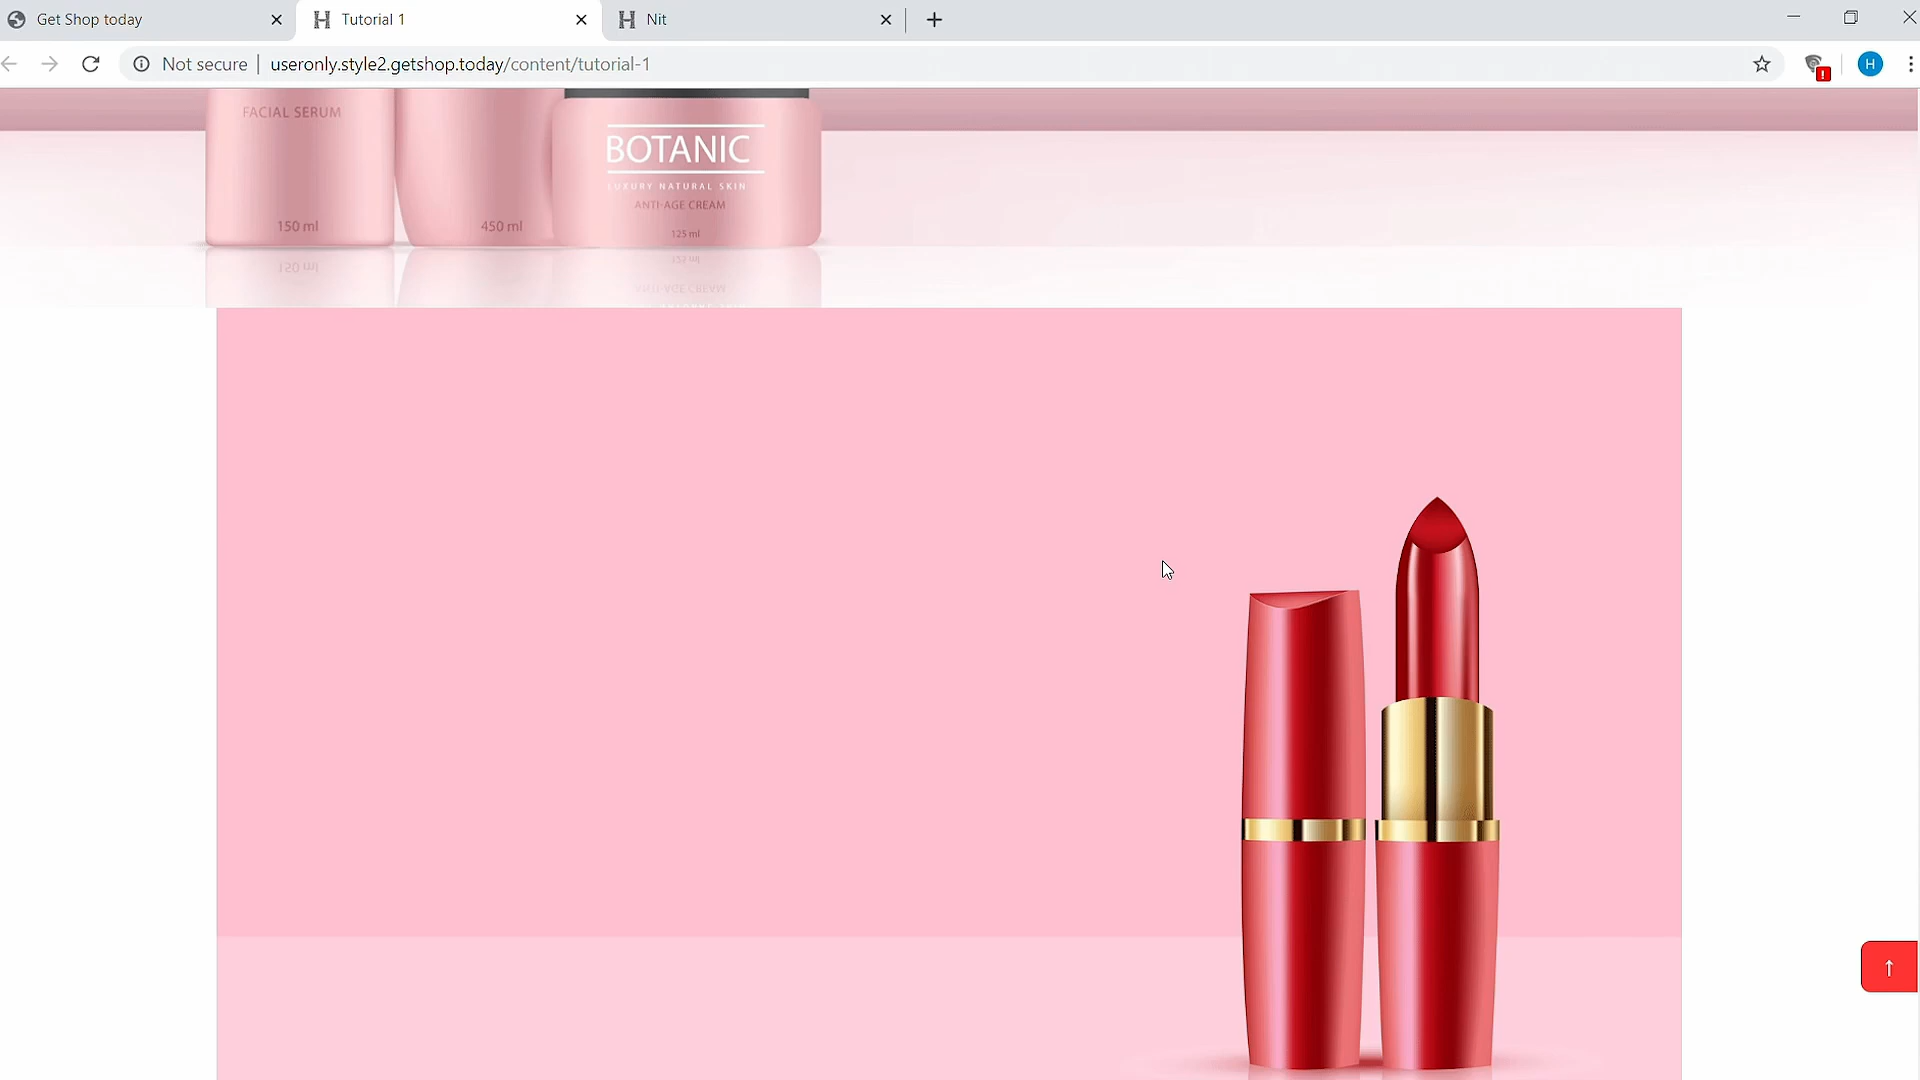 Get Shop today
Tutorial 1
Nit
Not secure
useronly.style2.getshop.today/content/tutorial-1
H
FACIAL SERUM
150 ml
450 ml
BOTANIC
LUXURY NATURAL SKIN
ANTI-AGE CREAM
125 ml